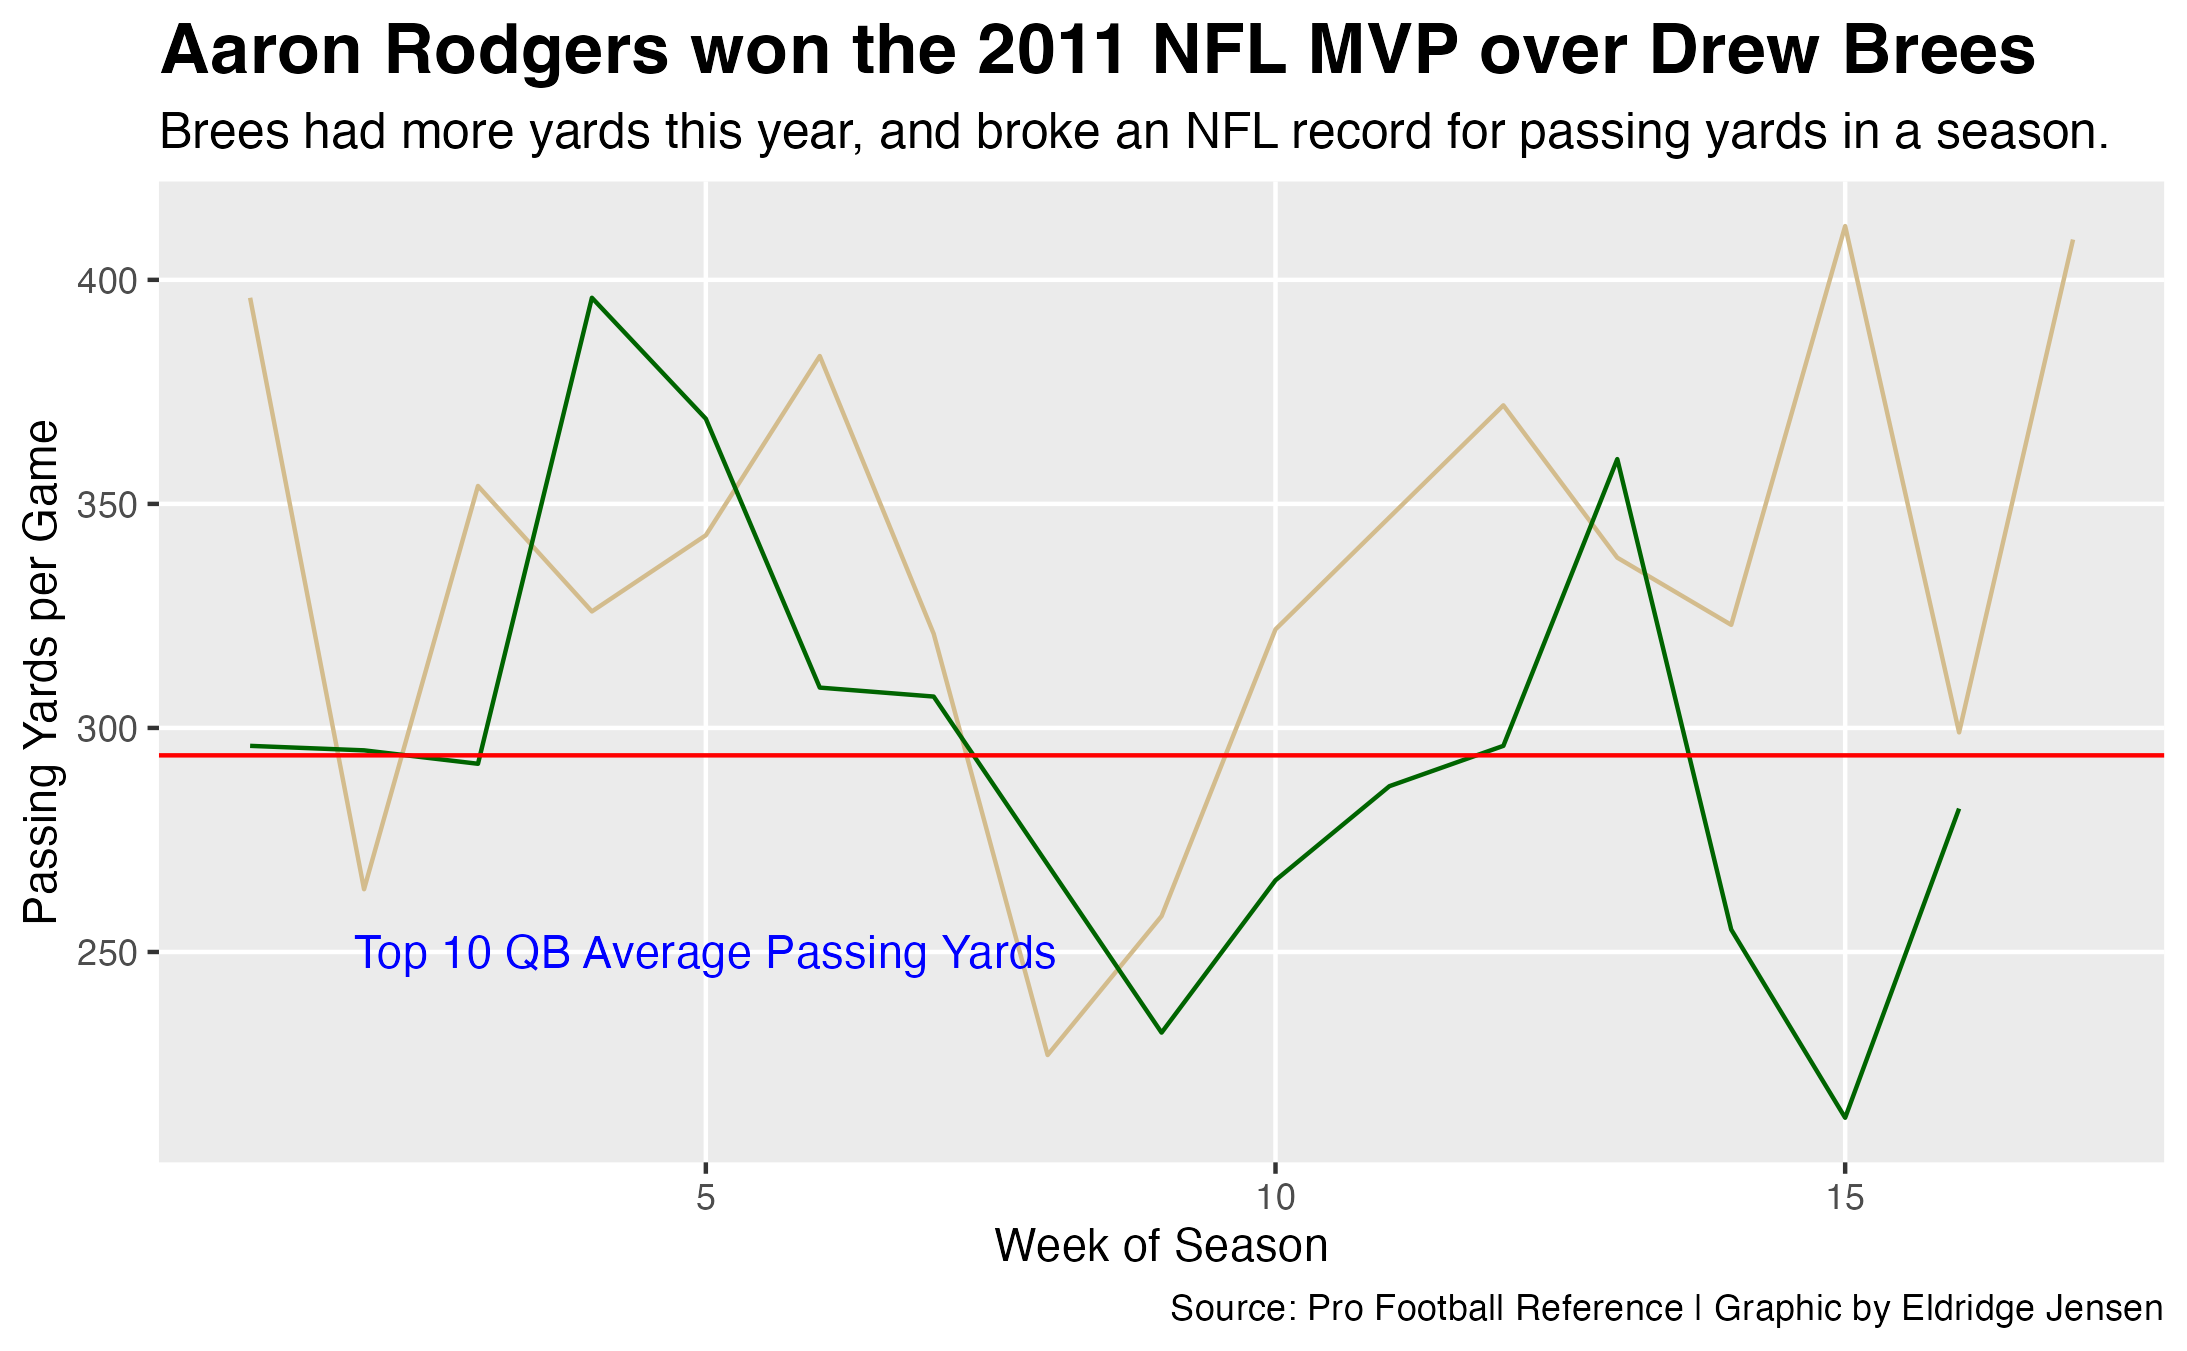 Aaron Rodgers won the 2011 NFL MVP over Drew Brees
Brees had more yards this year, and broke an NFL record for passing yards in a season.
Passing Yards per Game
400
350
300
250
Top 10 QB Average Passing Yards
5 10 15
Week of Season
Source: Pro Football Reference | Graphic by Eldridge Jensen